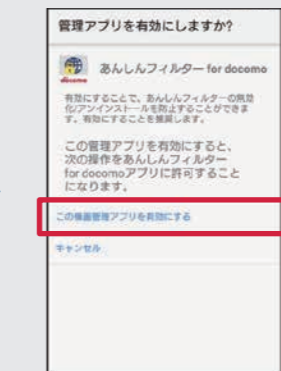 管理アプリを有効にしますか?
あんしんフィルター for docomo
docomo
有効にすることで、あんしんフィルターの無効
化/アンインストールを防止することができま
す。有効にすることを推奨します。
この管理アプリを有効にすると、
次の操作をあんしんフィルター
for docomoアプリに許可すること
になります。
この端末管理アプリを有効にする
キャンセル